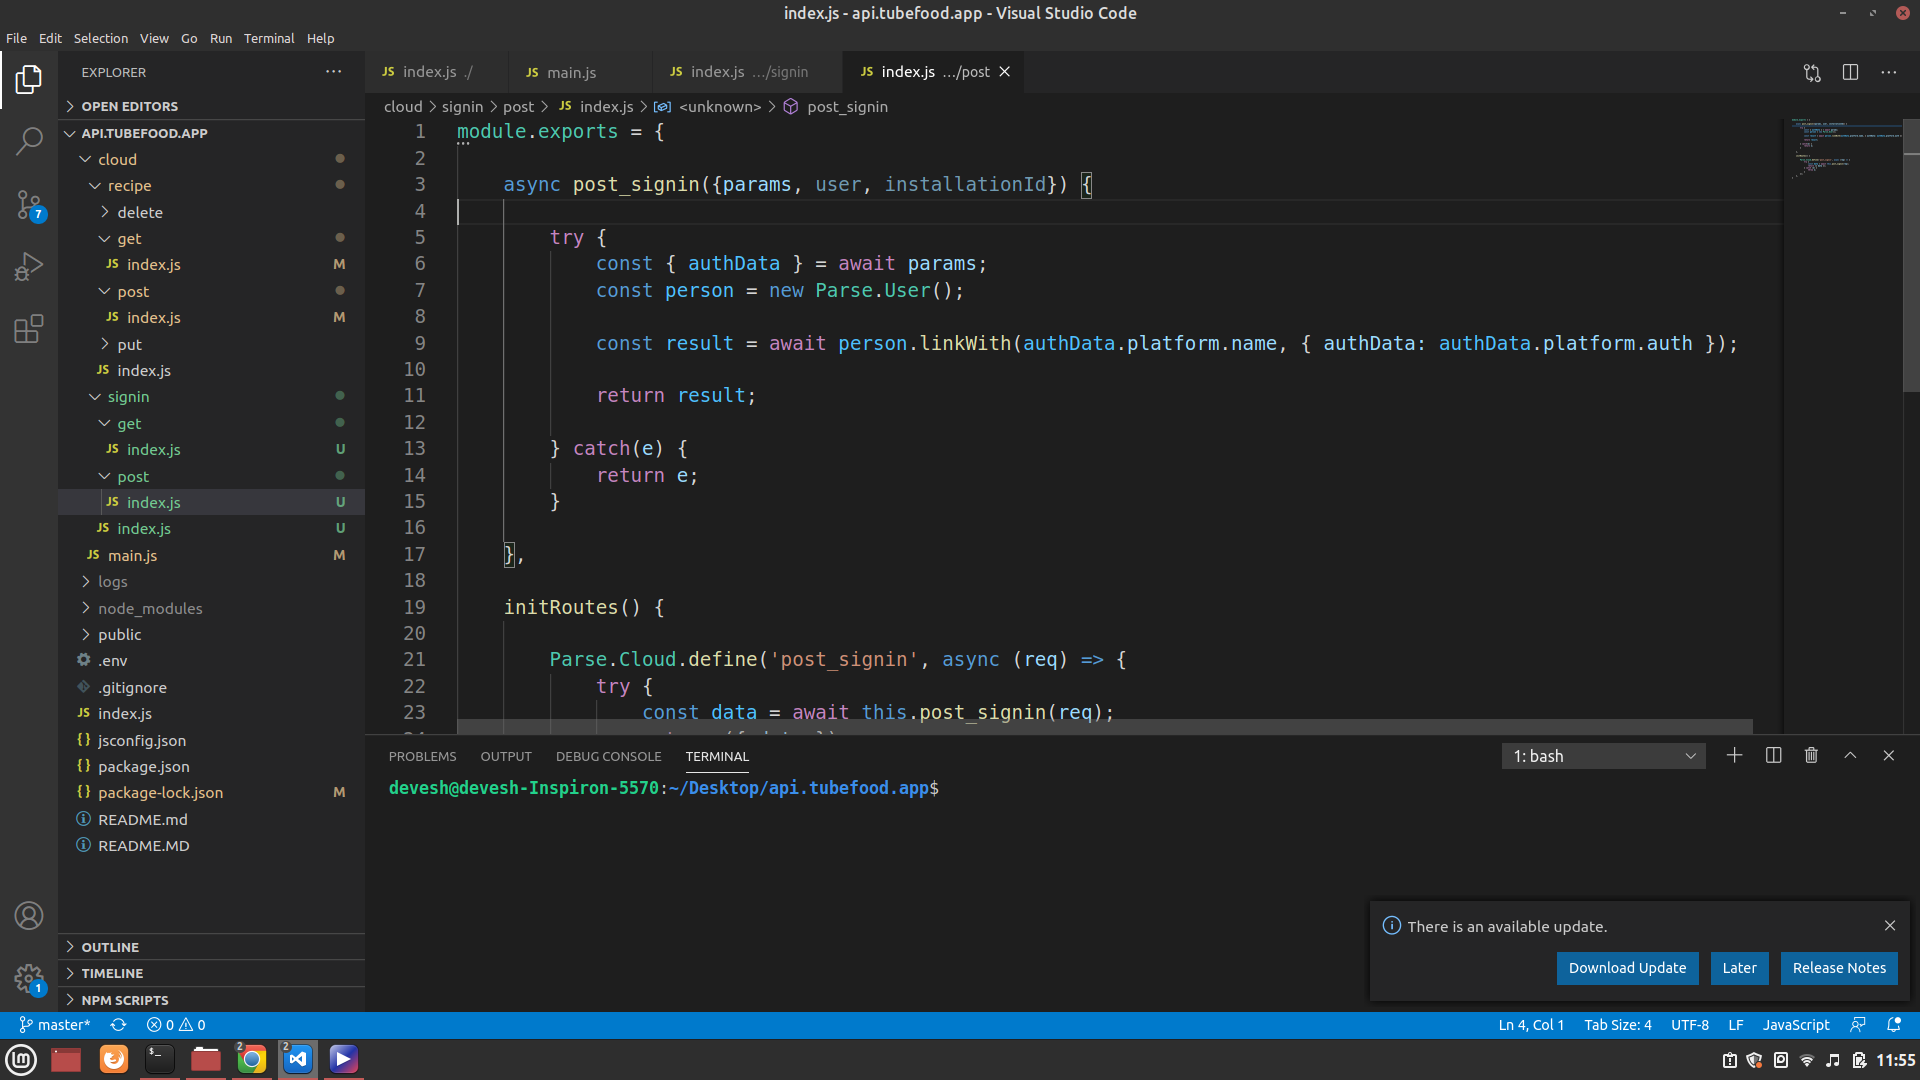 index.js - api.tubefood.app - Visual Studio Code
File Edit Selection View Go Run Terminal Help
EXPLORER
OPEN EDITORS
API.TUBEFOOD.APP
cloud
recipe
delete
get
JS index.js M
post
JS index.js M
put
JS index.js
signin
get
JS index.js U
post
JS index.js U
JS index.js U
JS main.js M
logs
node_modules
public
.env
.gitignore
JS index.js
{} jsconfig.json
{} package.json
{} package-lock.json M
README.md
README.MD
OUTLINE
TIMELINE
NPM SCRIPTS
7
1
JS index.js ./ JS main.js JS index.js .../signin JS index.js .../post
cloud > signin > post > JS index.js > <unknown> > post_signin
1 module.exports = {
2
3 async post_signin({params, user, installationId}) {
4
5 try {
6 const { authData } = await params;
7 const person = new Parse.User();
8
9 const result = await person.linkWith(authData.platform.name, { authData: authData.platform.auth });
10
11 return result;
12
13 } catch(e) {
14 return e;
15 }
16
17 },
18
19 initRoutes() {
20
21 Parse.Cloud.define('post_signin', async (req) => {
22 try {
23 const data = await this.post_signin(req);
PROBLEMS OUTPUT DEBUG CONSOLE TERMINAL 1: bash
devesh@devesh-Inspiron-5570:~/Desktop/api.tubefood.app$
There is an available update.
Download Update Later Release Notes
master* 0 0 Ln 4, Col 1 Tab Size: 4 UTF-8 LF JavaScript
2 2 11:55